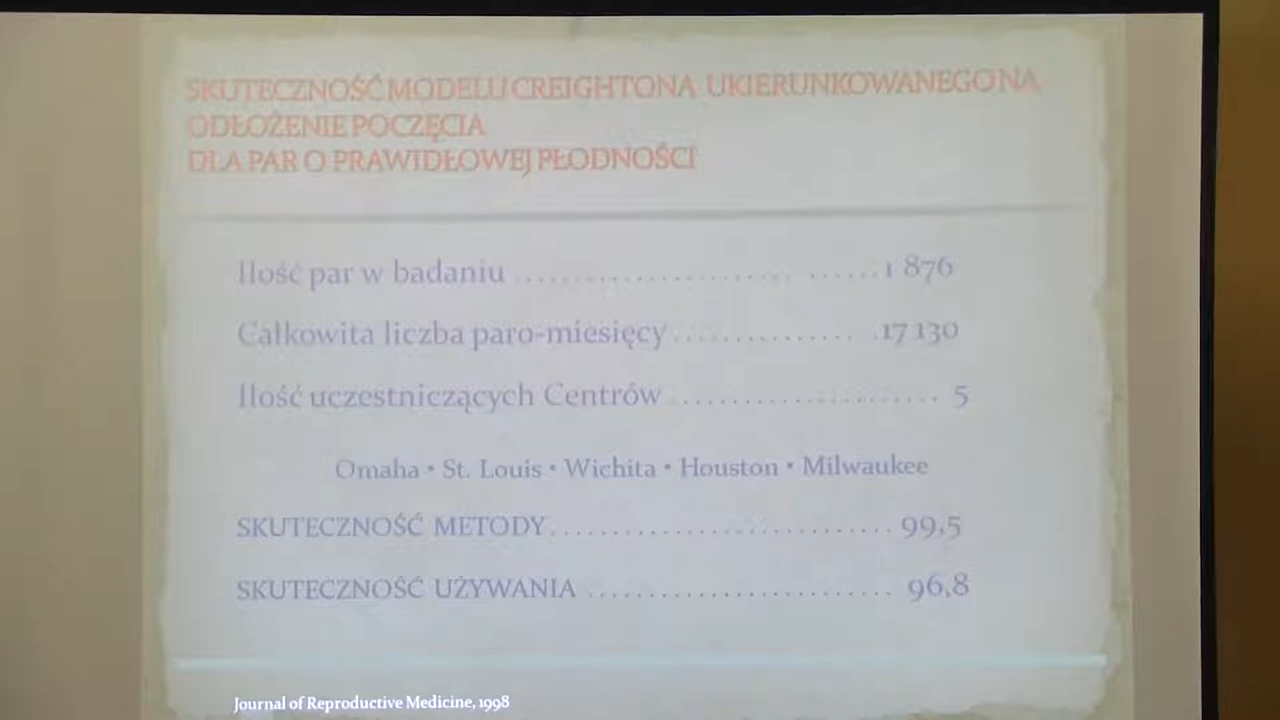 SKUTECZNOŚĆ MODELU CREIGHTONA UKIERUNKOWANEGO NA
ODŁOŻENIE POCZĘCIA
DLA PAR O PRAWIDŁOWEJ PŁODNOŚCI
Ilość par w badaniu ........................ ......1 876
Całkowita liczba paro-miesięcy................. .17 130
Ilość uczestniczących Centrów ........................ 5
Omaha • St. Louis • Wichita • Houston • Milwaukee
SKUTECZNOŚĆ METODY............................. 99,5
SKUTECZNOŚĆ UŻYWANIA .......................... 96,8
Journal of Reproductive Medicine, 1998